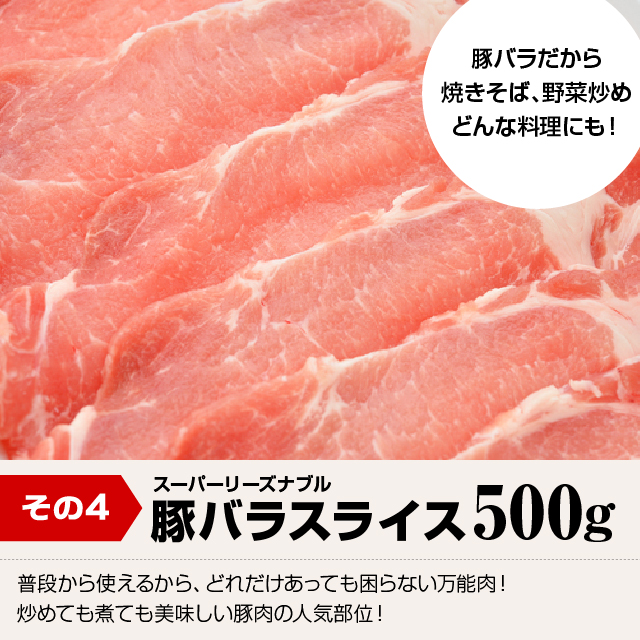 豚バラだから
焼きそば、野菜炒め
どんな料理にも！
その4
スーパーリーズナブル
豚バラスライス500g
普段から使えるから、どれだけあっても困らない万能肉！
炒めても煮ても美味しい豚肉の人気部位！